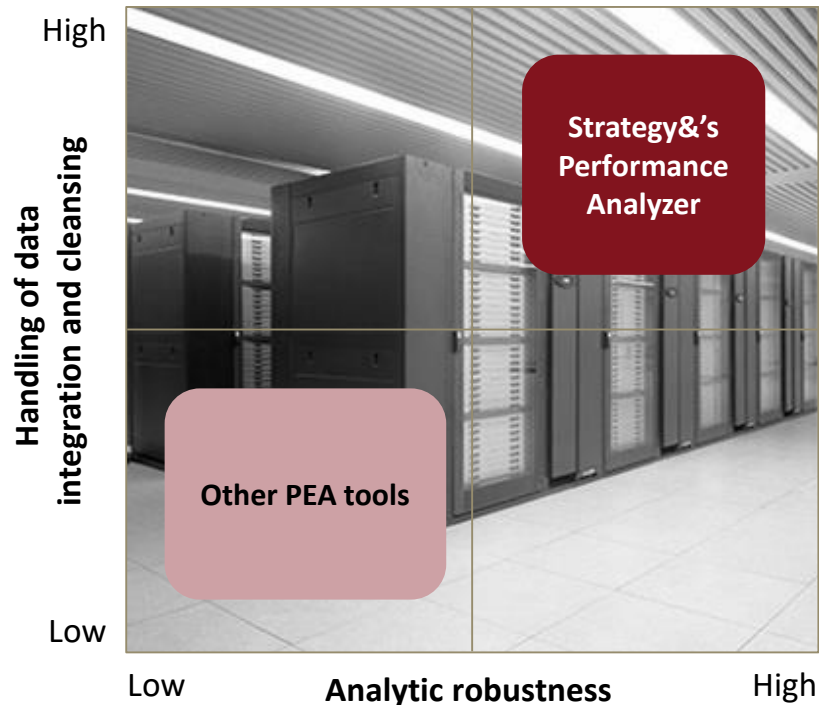 High
Handling of data
integration and cleansing
Strategy&'s
Performance
Analyzer
Other PEA tools
Low
Low
Analytic robustness
High